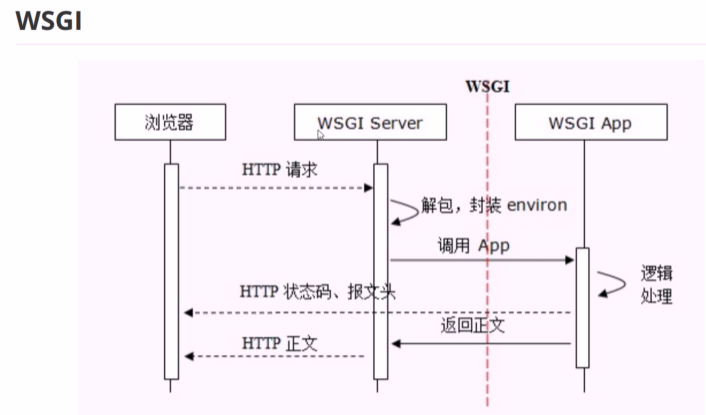 WSGI
WSGI
浏览器
WSGI Server
WSGI App
HTTP 请求
解包，封装 environ
调用 App
逻辑
处理
HTTP 状态码、报文头
返回正文
HTTP 正文